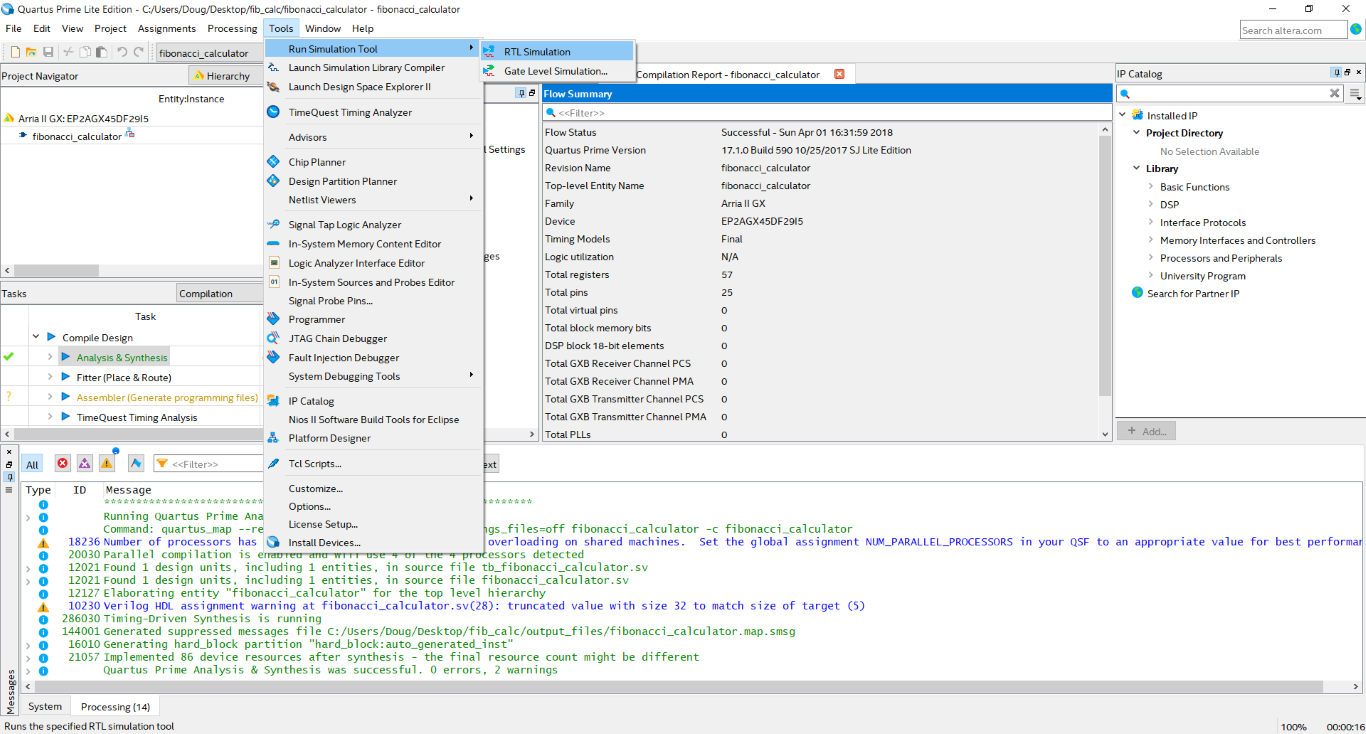 Quartus Prime Lite Edition - C:/Users/Doug/Desktop/fib_calc/fibonacci_calculator - fibonacci_calculator
File Edit View Project Assignments Processing Tools Window Help
Search altera.com
fibonacci_calculator
Project Navigator
Hierarchy
Entity:Instance
Arria II GX: EP2AGX45DF29I5
fibonacci_calculator
Tasks
Compilation
Task
Compile Design
Analysis & Synthesis
Fitter (Place & Route)
? Assembler (Generate programming files)
TimeQuest Timing Analysis
Run Simulation Tool
Launch Simulation Library Compiler
Launch Design Space Explorer II
TimeQuest Timing Analyzer
Advisors
Chip Planner
Design Partition Planner
Netlist Viewers
Signal Tap Logic Analyzer
In-System Memory Content Editor
Logic Analyzer Interface Editor
In-System Sources and Probes Editor
Signal Probe Pins...
Programmer
JTAG Chain Debugger
Fault Injection Debugger
System Debugging Tools
IP Catalog
Nios II Software Build Tools for Eclipse
Platform Designer
Tcl Scripts...
Customize...
Options...
License Setup...
Install Devices...
RTL Simulation
Gate Level Simulation...
l Settings
ges
Compilation Report - fibonacci_calculator
Flow Summary
<<Filter>>
Flow Status Successful - Sun Apr 01 16:31:59 2018
Quartus Prime Version 17.1.0 Build 590 10/25/2017 SJ Lite Edition
Revision Name fibonacci_calculator
Top-level Entity Name fibonacci_calculator
Family Arria II GX
Device EP2AGX45DF29I5
Timing Models Final
Logic utilization N/A
Total registers 57
Total pins 25
Total virtual pins 0
Total block memory bits 0
DSP block 18-bit elements 0
Total GXB Receiver Channel PCS 0
Total GXB Receiver Channel PMA 0
Total GXB Transmitter Channel PCS 0
Total GXB Transmitter Channel PMA 0
Total PLLs 0
IP Catalog
Installed IP
Project Directory
No Selection Available
Library
Basic Functions
DSP
Interface Protocols
Memory Interfaces and Controllers
Processors and Peripherals
University Program
Search for Partner IP
+ Add...
All
<<Filter>>
ext
Type ID Message
Running Quartus Prime Ana
Command: quartus_map --re ngs_files=off fibonacci_calculator -c fibonacci_calculator
18236 Number of processors has overloading on shared machines. Set the global assignment NUM_PARALLEL_PROCESSORS in your QSF to an appropriate value for best performan
20030 Parallel compilation is enabled and will use 4 of the 4 processors detected
12021 Found 1 design units, including 1 entities, in source file tb_fibonacci_calculator.sv
12021 Found 1 design units, including 1 entities, in source file fibonacci_calculator.sv
12127 Elaborating entity "fibonacci_calculator" for the top level hierarchy
10230 Verilog HDL assignment warning at fibonacci_calculator.sv(28): truncated value with size 32 to match size of target (5)
286030 Timing-Driven Synthesis is running
144001 Generated suppressed messages file C:/Users/Doug/Desktop/fib_calc/output_files/fibonacci_calculator.map.smsg
16010 Generating hard_block partition "hard_block:auto_generated_inst"
21057 Implemented 86 device resources after synthesis - the final resource count might be different
Quartus Prime Analysis & Synthesis was successful. 0 errors, 2 warnings
Messages
System
Processing (14)
Runs the specified RTL simulation tool
100%
00:00:16